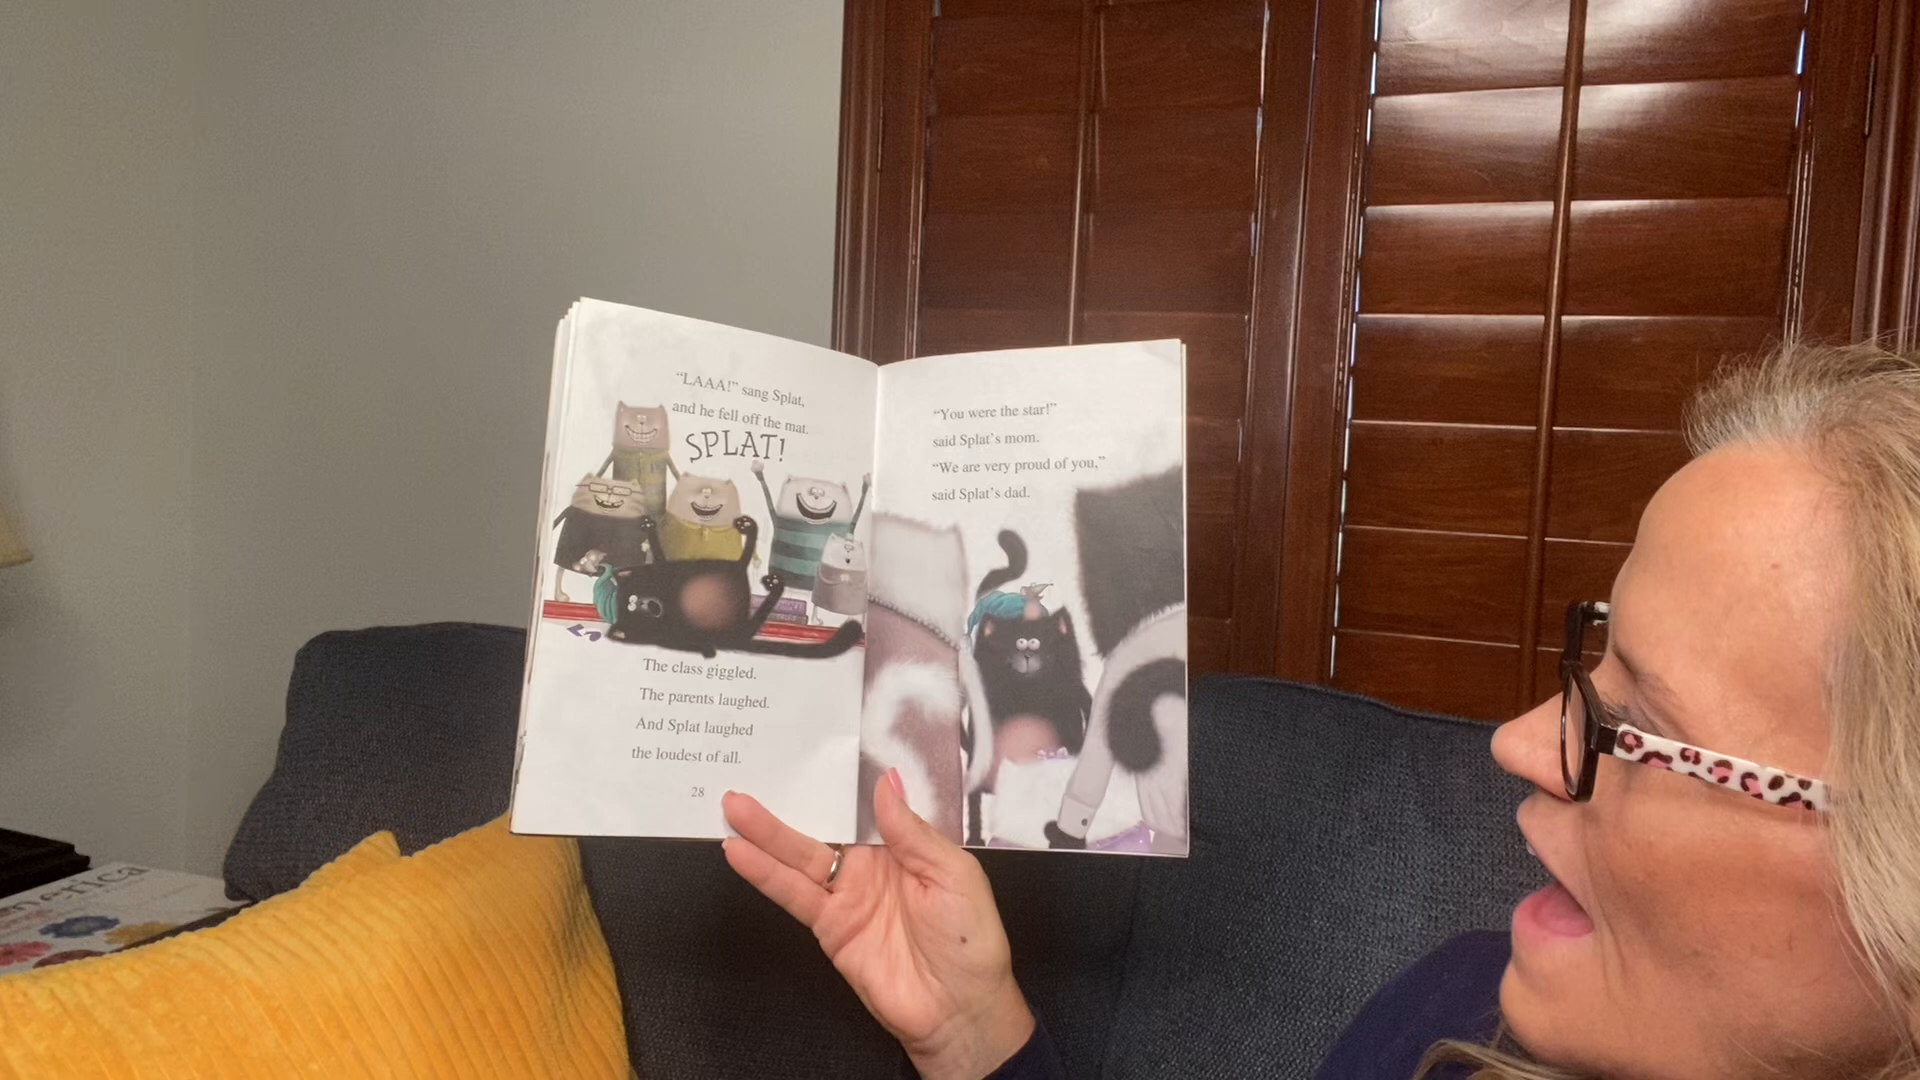 "LAAA!" sang Splat,
and he fell off the mat.
SPLAT!
The class giggled.
The parents laughed.
And Splat laughed
the loudest of all.
28
"You were the star!"
said Splat's mom.
"We are very proud of you,"
said Splat's dad.